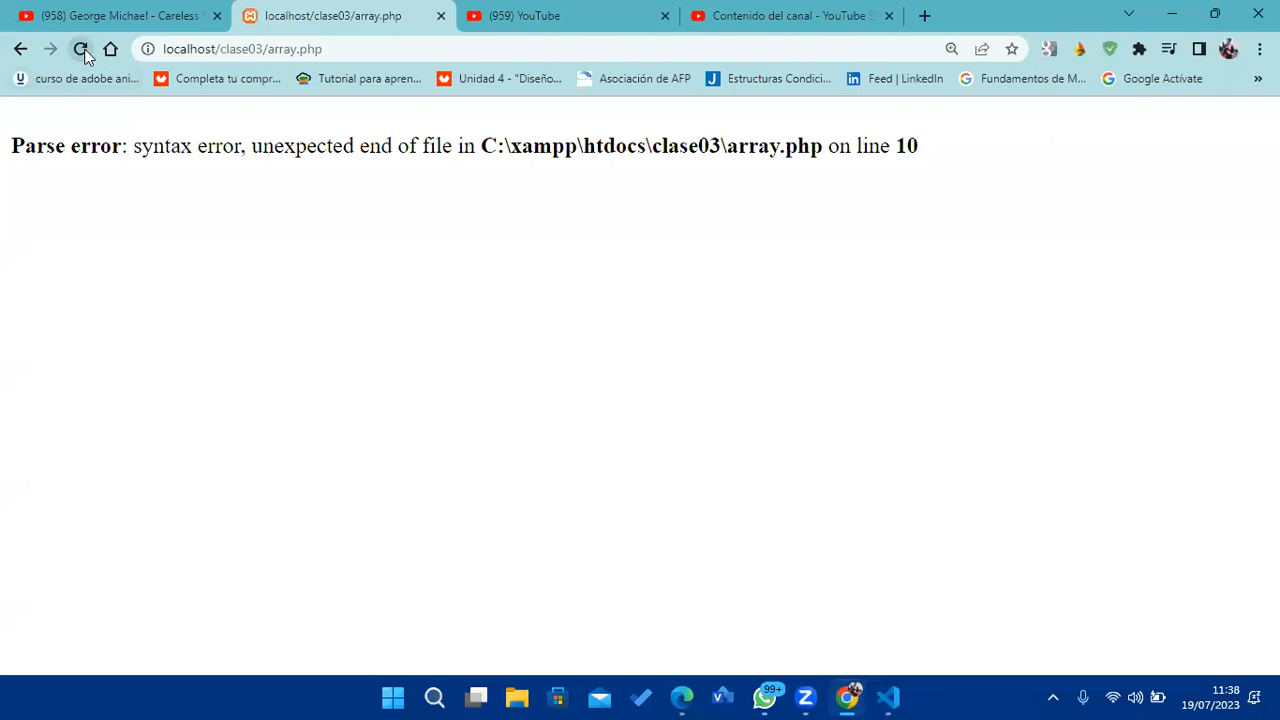 (958) George Michael - Careless
localhost/clase03/array.php
(959) YouTube
Contenido del canal - YouTube S
localhost/clase03/array.php
curso de adobe ani...
Completa tu compr...
Tutorial para apren...
Unidad 4 - "Diseño...
Asociación de AFP
Estructuras Condici...
Feed | LinkedIn
Fundamentos de M...
Google Actívate
Parse error: syntax error, unexpected end of file in C:\xampp\htdocs\clase03\array.php on line 10
99+
11:38
19/07/2023